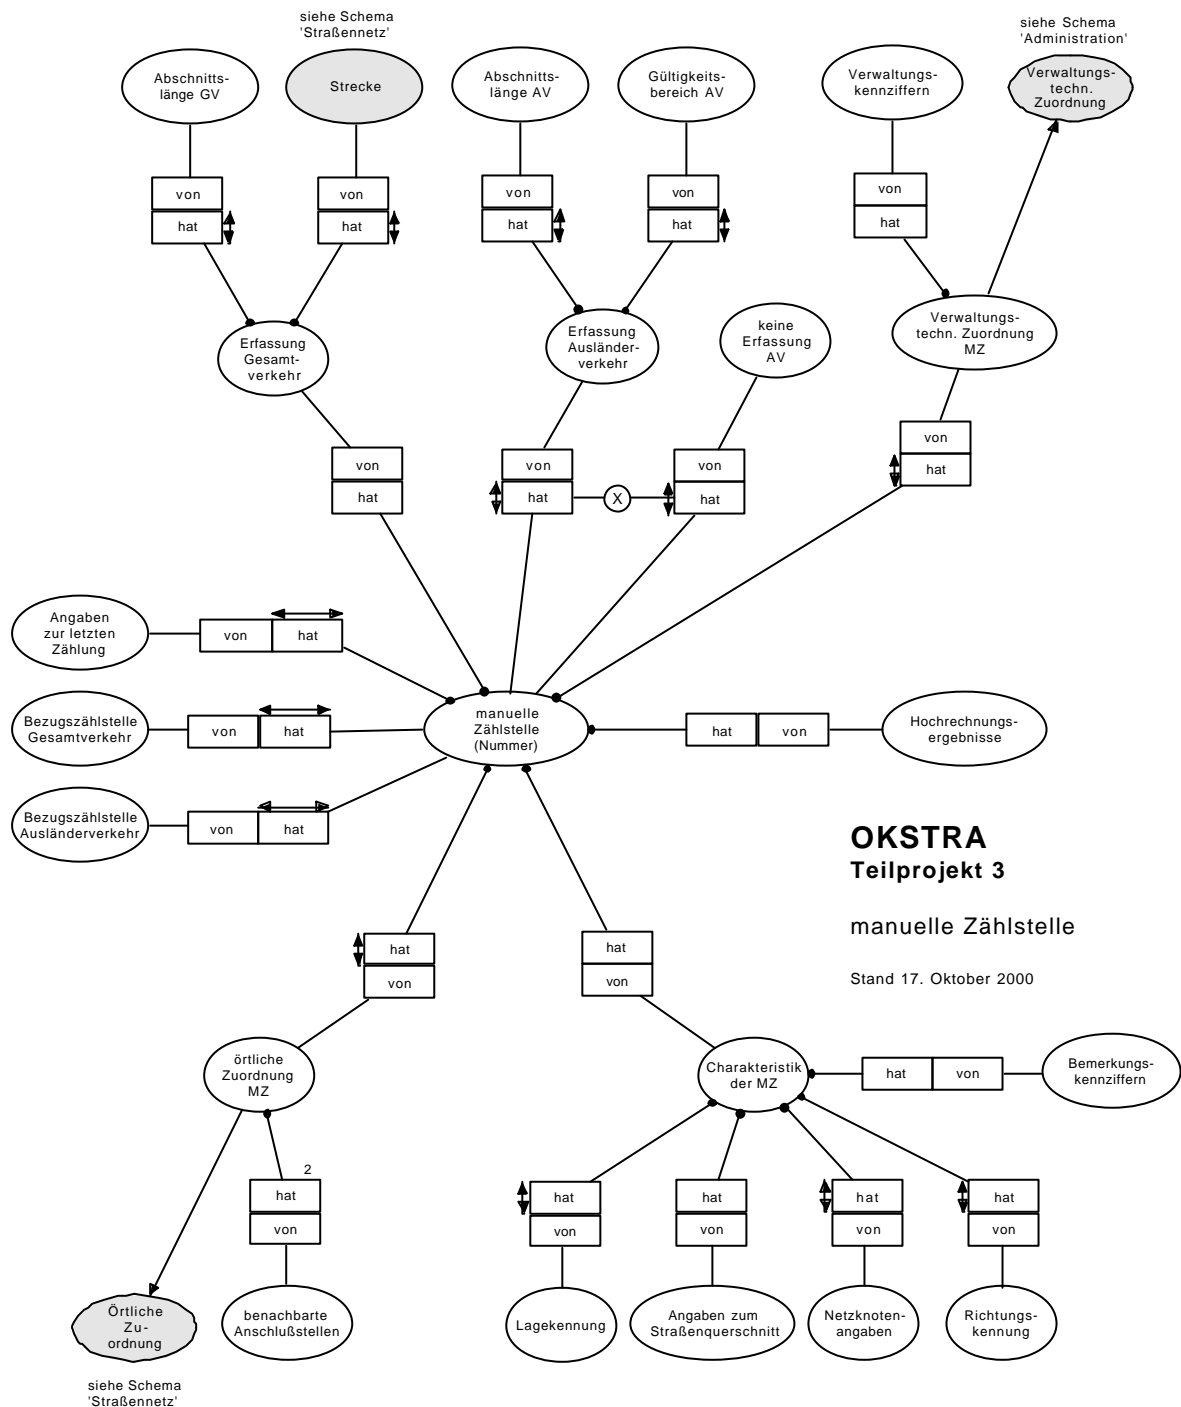 siehe Schema
'Straßennetz'
siehe Schema
'Administration'
Abschnitts-
länge GV
Strecke
Abschnitts-
länge AV
Gültigkeits-
bereich AV
Verwaltungs-
kennziffern
Verwaltungs-
techn.
Zuordnung
von
hat
von
hat
von
hat
von
hat
von
hat
Erfassung
Gesamt-
verkehr
Erfassung
Ausländer-
verkehr
keine
Erfassung
AV
Verwaltungs-
techn. Zuordnung
MZ
von
hat
von
hat
X
von
hat
von
hat
Angaben
zur letzten
Zählung
von hat
Bezugszählstelle
Gesamtverkehr
von hat
manuelle
Zählstelle
(Nummer)
hat von
Hochrechnungs-
ergebnisse
Bezugszählstelle
Ausländerverkehr
von hat
OKSTRA
Teilprojekt 3
manuelle Zählstelle
Stand 17. Oktober 2000
hat
von
hat
von
örtliche
Zuordnung
MZ
Charakteristik
der MZ
hat von
Bemerkungs-
kennziffern
2
hat
von
hat
von
hat
von
hat
von
hat
von
Örtliche
Zu-
ordnung
benachbarte
Anschlußstellen
Lagekennung
Angaben zum
Straßenquerschnitt
Netzknoten-
angaben
Richtungs-
kennung
siehe Schema
'Straßennetz'